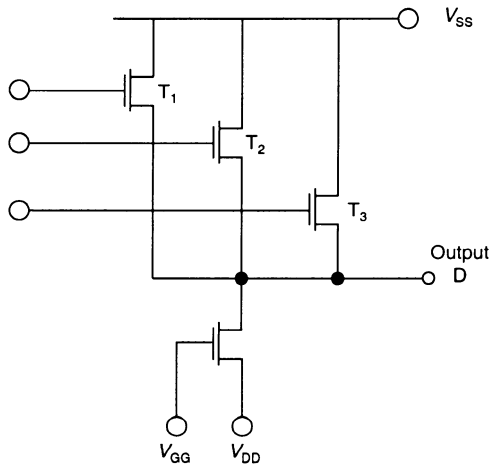 V_SS
T_1
T_2
T_3
Output
D
V_GG
V_DD